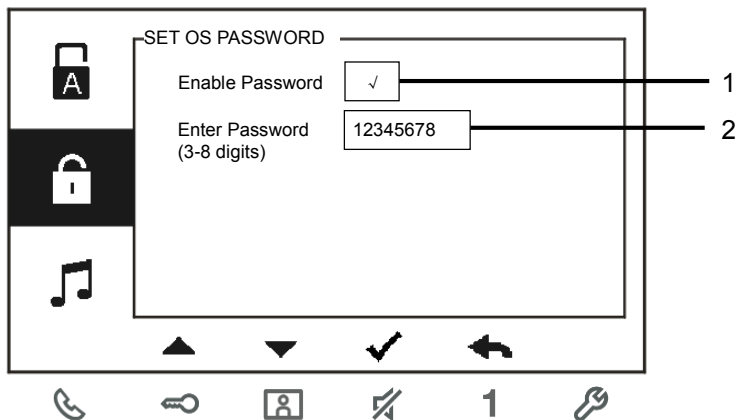 SET OS PASSWORD
A
Enable Password √ 1
Enter Password 12345678 2
(3-8 digits)
1